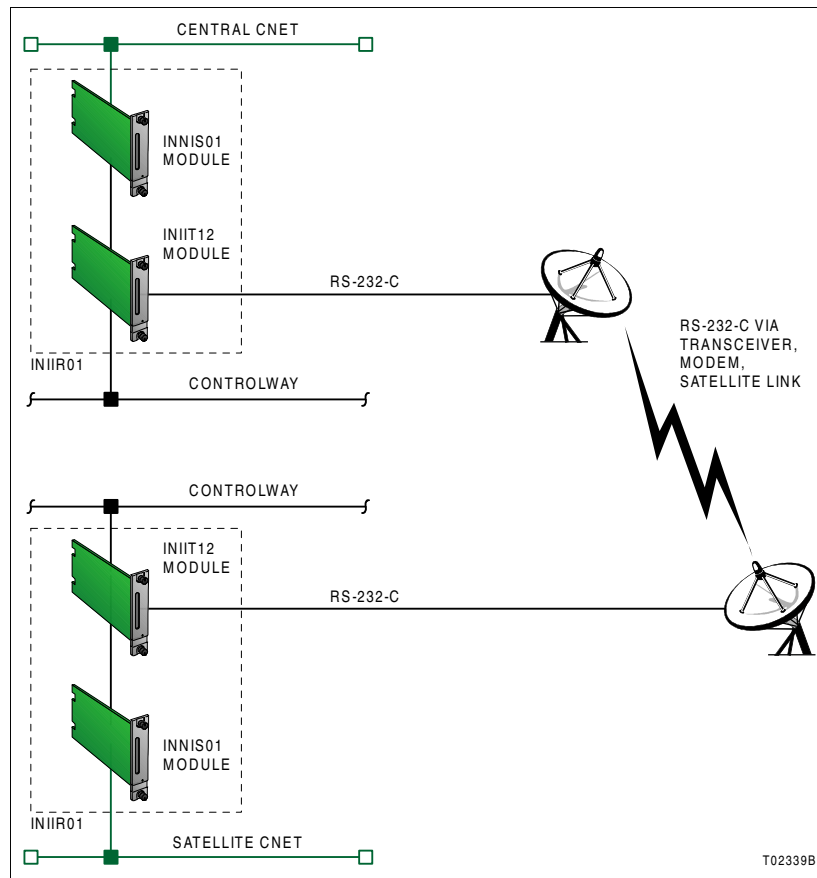 CENTRAL CNET
INNIS01
MODULE
INIIT12
MODULE
RS-232-C
RS-232-C VIA
TRANSCEIVER,
MODEM,
SATELLITE LINK
INIIR01
CONTROLWAY
CONTROLWAY
INIIT12
MODULE
RS-232-C
INNIS01
MODULE
INIIR01
SATELLITE CNET
T02339B